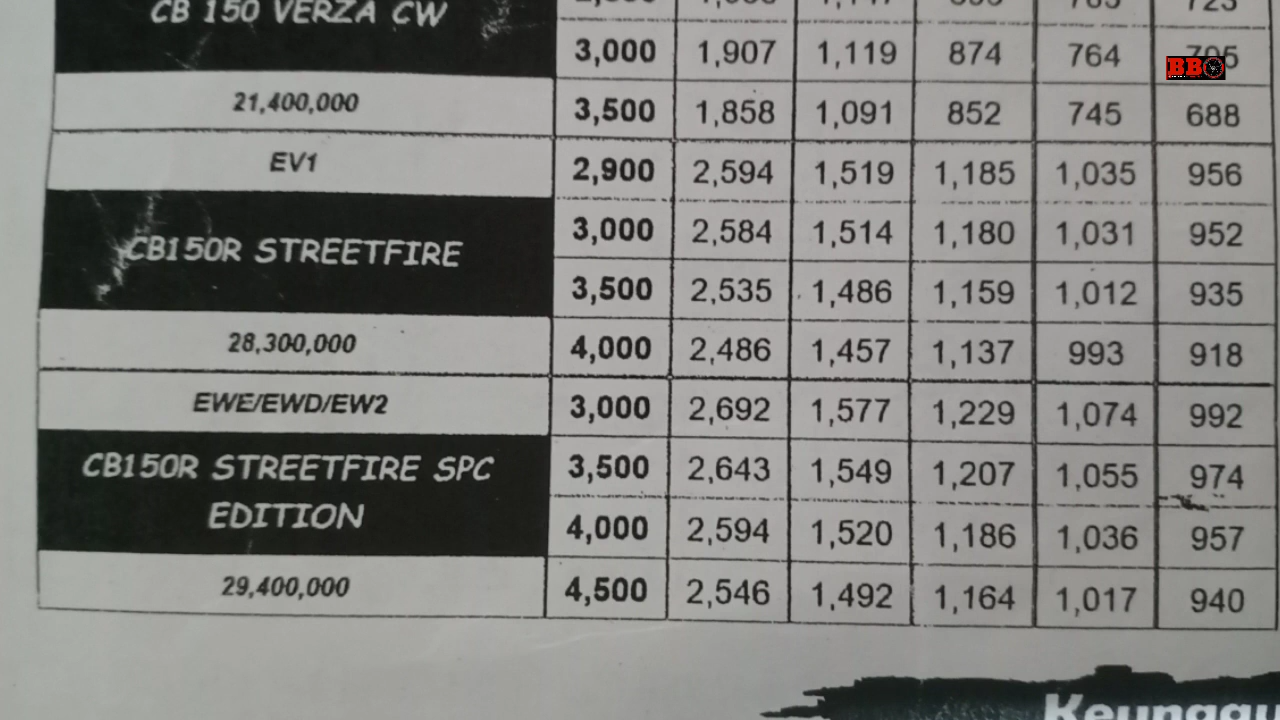 CB 150 VERZA CW
3,000 1,907 1,119 874 764
21,400,000 3,500 1,858 1,091 852 745 688
EV1 2,900 2,594 1,519 1,185 1,035 956
CB150R STREETFIRE 3,000 2,584 1,514 1,180 1,031 952
3,500 2,535 1,486 1,159 1,012 935
28,300,000 4,000 2,486 1,457 1,137 993 918
EWE/EWD/EW2 3,000 2,692 1,577 1,229 1,074 992
CB150R STREETFIRE SPC 3,500 2,643 1,549 1,207 1,055 974
EDITION 4,000 2,594 1,520 1,186 1,036 957
29,400,000 4,500 2,546 1,492 1,164 1,017 940